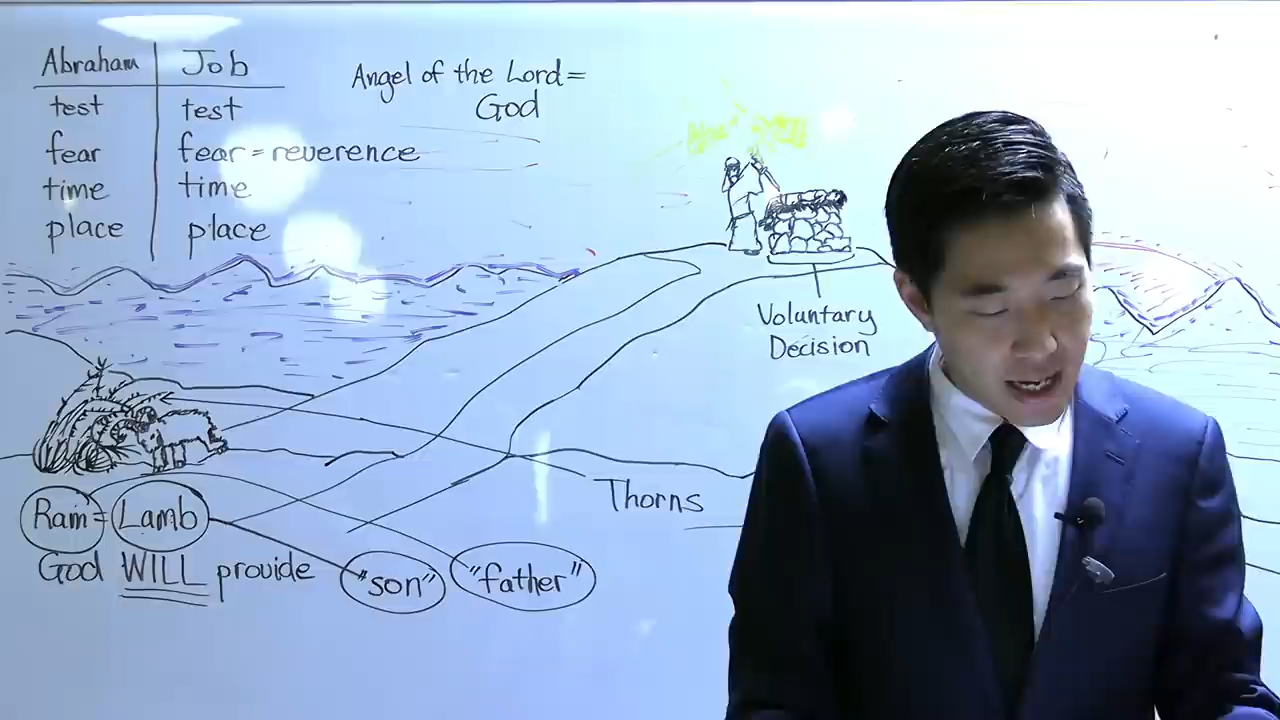 Abraham Job
test test
fear fear = reverence
time time
place place
Angel of the Lord =
God
Voluntary
Decision
Thorns
Ram = Lamb
God WILL provide "son" "father"